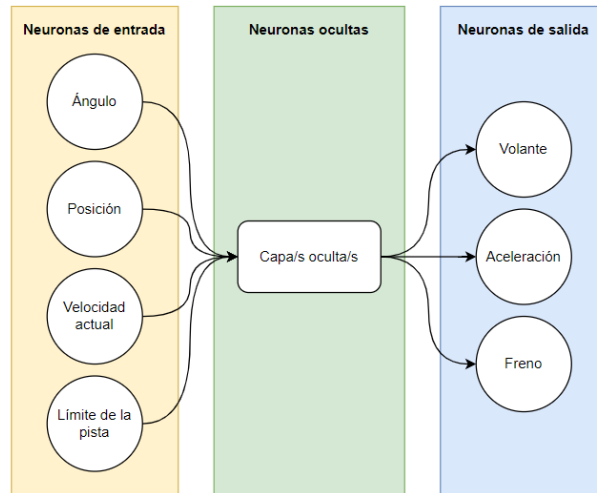 Neuronas de entrada
Neuronas ocultas
Neuronas de salida
Ángulo
Posición
Velocidad
actual
Límite de la
pista
Capa/s oculta/s
Volante
Aceleración
Freno